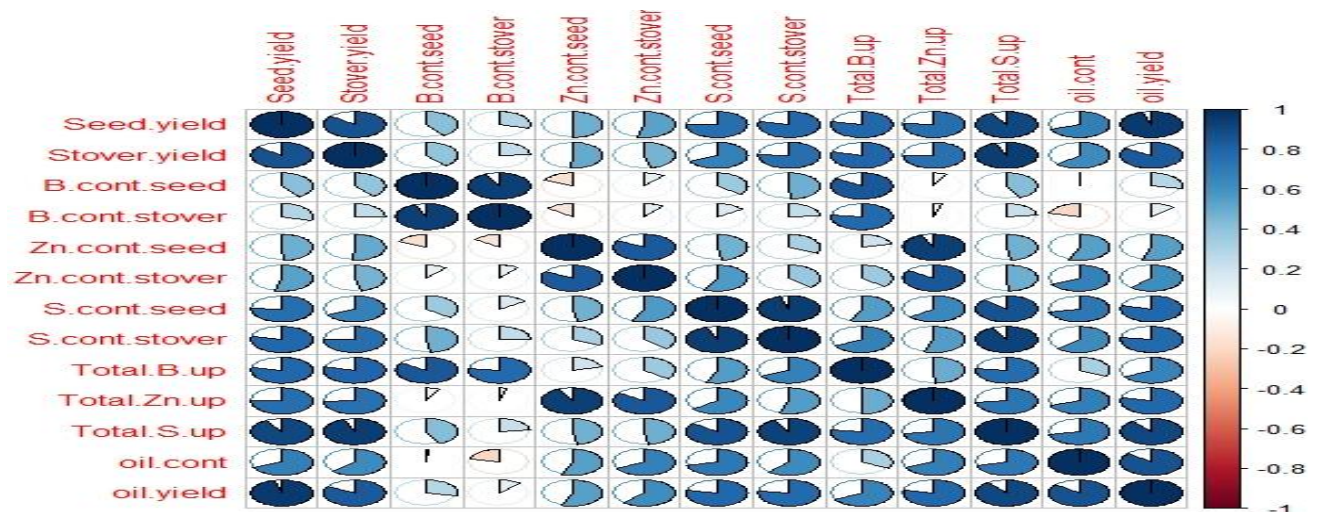 Seed.yield
Stover.yield
B.cont.seed
B.cont.stover
Zn.cont.seed
Zn.cont.stover
S.cont.seed
S.cont.stover
Total.B.up
Total.Zn.up
Total.S.up
oil.cont
oil.yield
Seed.yield
Stover.yield
B.cont.seed
B.cont.stover
Zn.cont.seed
Zn.cont.stover
S.cont.seed
S.cont.stover
Total.B.up
Total.Zn.up
Total.S.up
oil.cont
oil.yield
1
0.8
0.6
0.4
0.2
0
-0.2
-0.4
-0.6
-0.8
-1